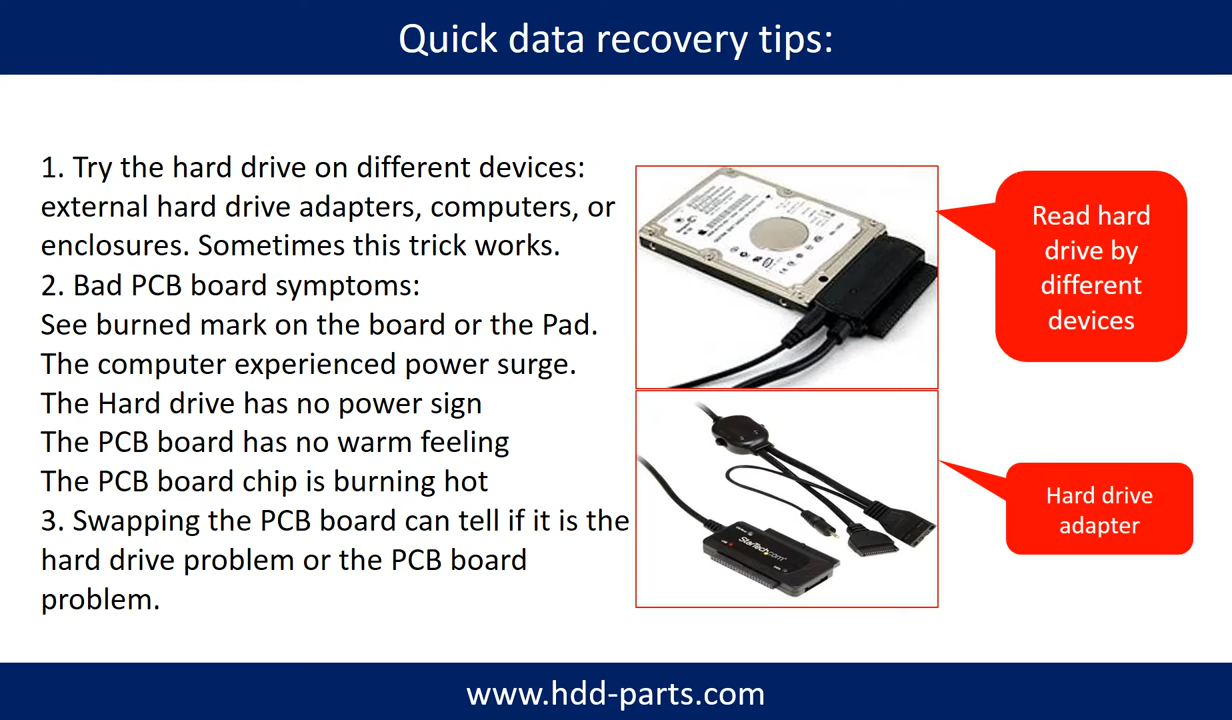 Quick data recovery tips:
1. Try the hard drive on different devices:
external hard drive adapters, computers, or
enclosures. Sometimes this trick works.
2. Bad PCB board symptoms:
See burned mark on the board or the Pad.
The computer experienced power surge.
The Hard drive has no power sign
The PCB board has no warm feeling
The PCB board chip is burning hot
3. Swapping the PCB board can tell if it is the
hard drive problem or the PCB board
problem.
Read hard
drive by
different
devices
StarTech.com
Hard drive
adapter
www.hdd-parts.com